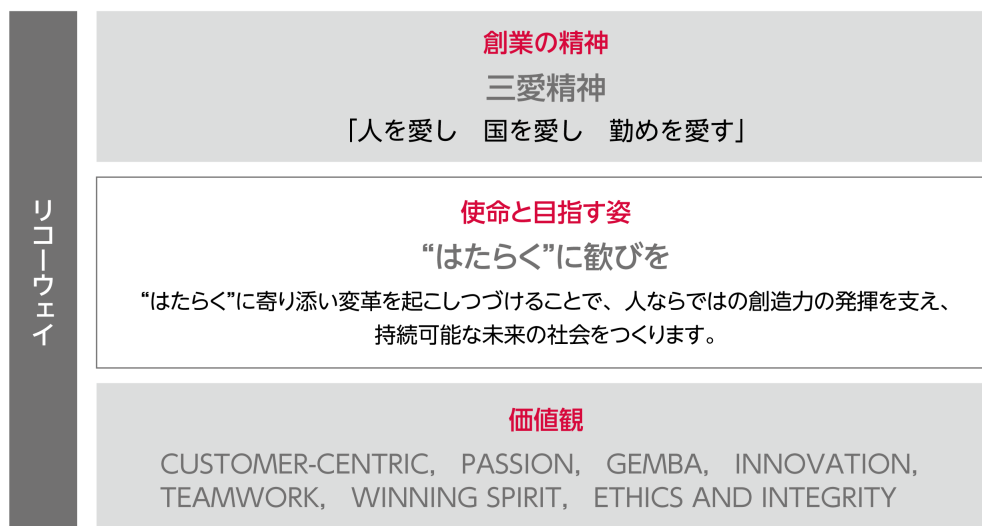 リコーウェイ
創業の精神
三愛精神
「人を愛し　国を愛し　勤めを愛す」
使命と目指す姿
“はたらく”に歓びを
“はたらく”に寄り添い変革を起こしつづけることで、人ならではの創造力の発揮を支え、
持続可能な未来の社会をつくります。
価値観
CUSTOMER-CENTRIC,　PASSION,　GEMBA,　INNOVATION,
TEAMWORK,　WINNING SPIRIT,　ETHICS AND INTEGRITY